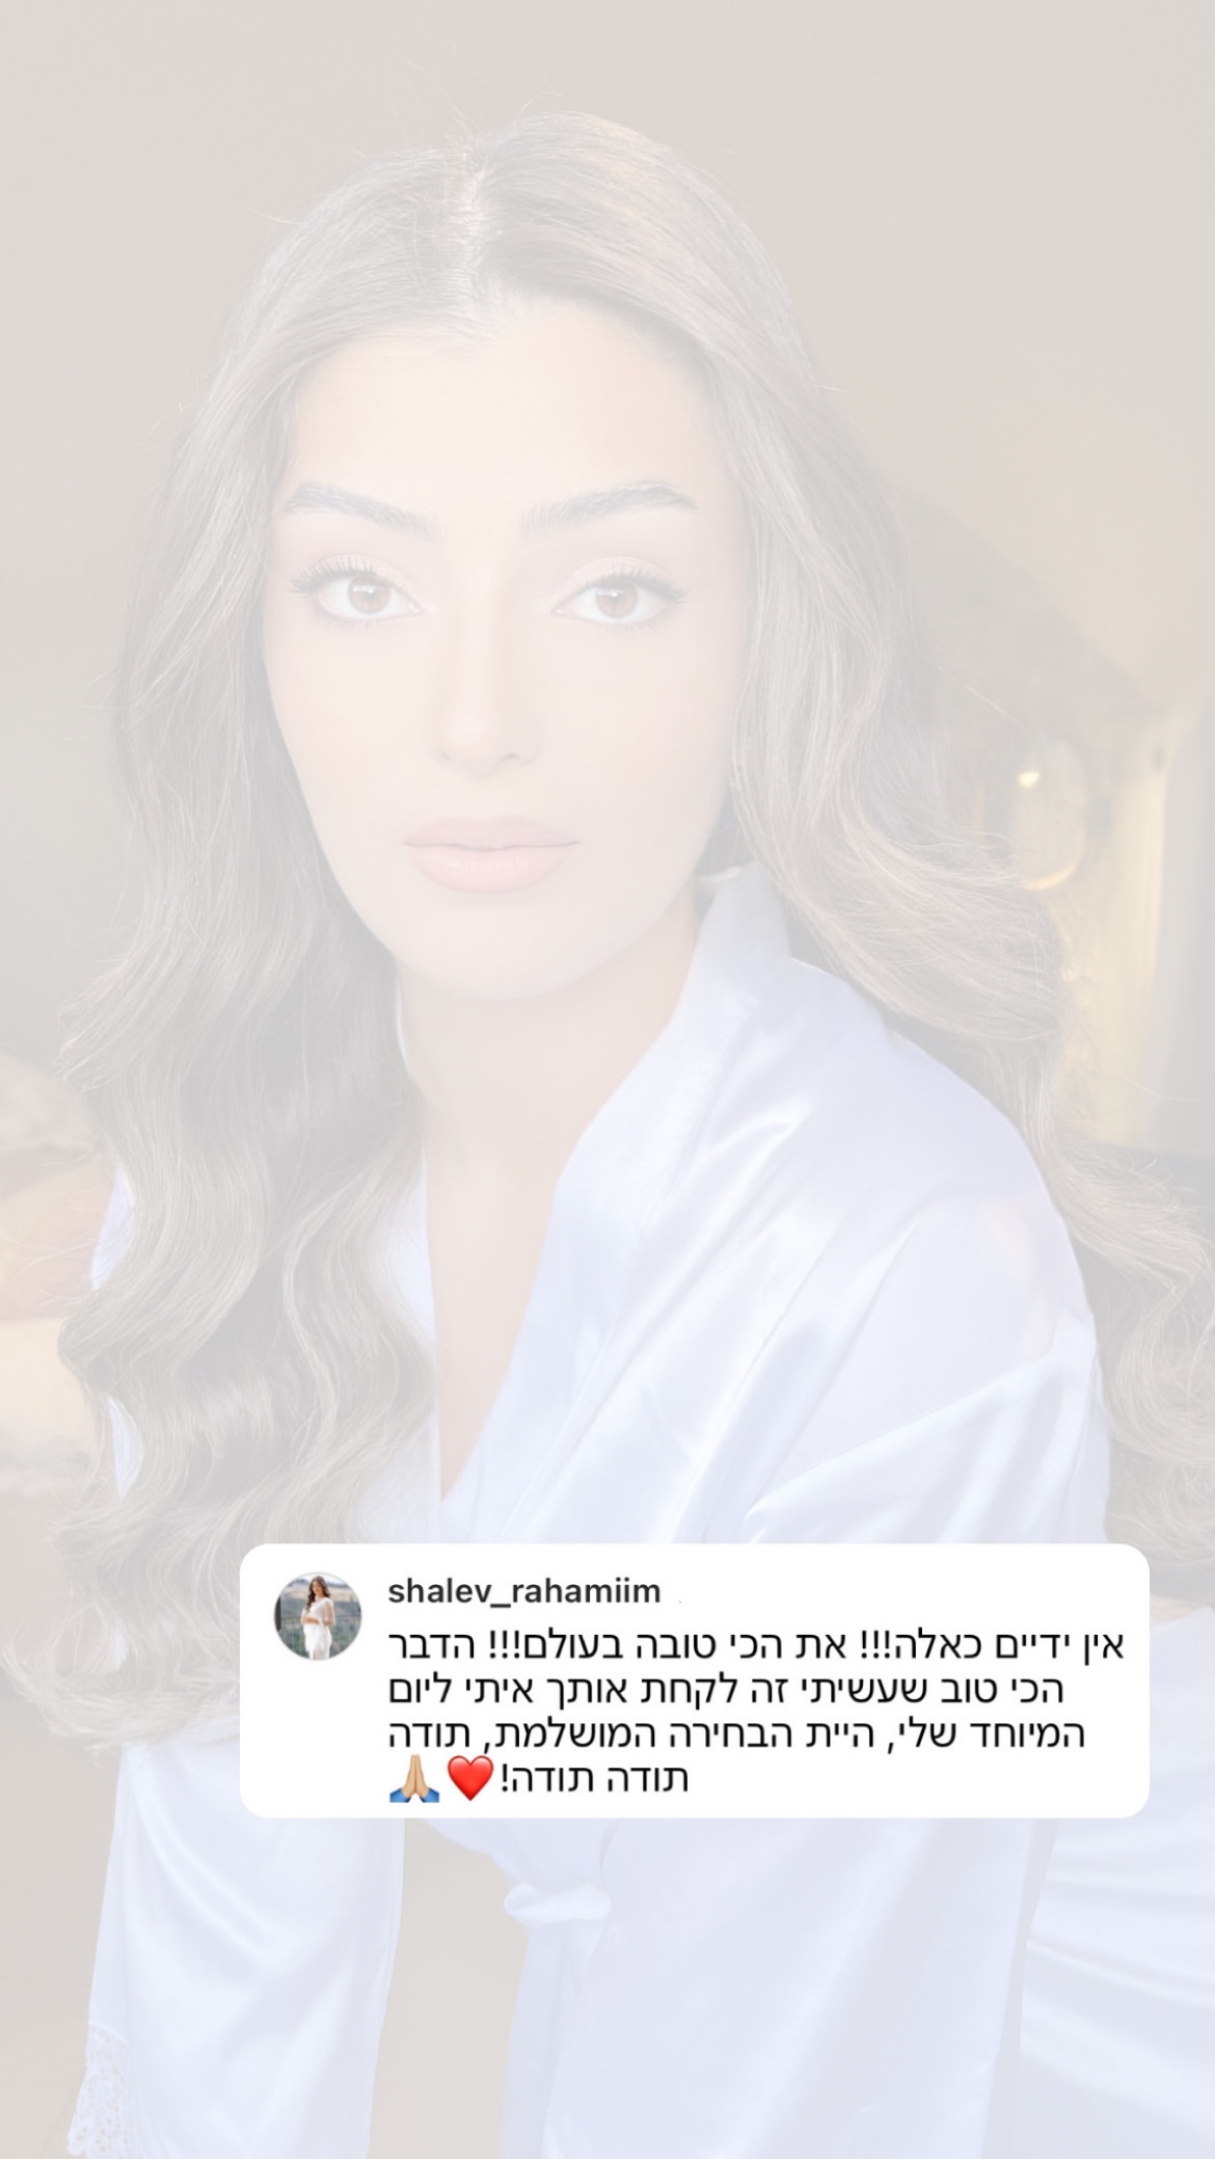 shalev_rahamiim
אין ידיים כאלה!!! את הכי טובה בעולם!!! הדבר
הכי טוב שעשיתי זה לקחת אותך איתי ליום
המיוחד שלי, היית הבחירה המושלמת, תודה
תודה תודה!❤️🙏🏼